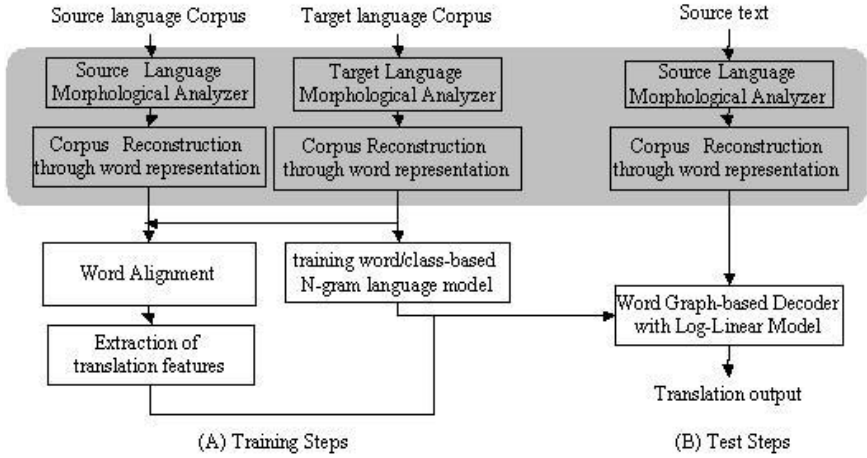 Source language Corpus
Target language Corpus
Source text
Source Language
Morphological Analyzer
Target Language
Morphological Analyzer
Source Language
Morphological Analyzer
Corpus Reconstruction
through word representation
Corpus Reconstruction
through word representation
Corpus Reconstruction
through word representation
Word Alignment
training word/class-based
N-gram language model
Word Graph-based Decoder
with Log-Linear Model
Extraction of
translation features
Translation output
(A) Training Steps
(B) Test Steps